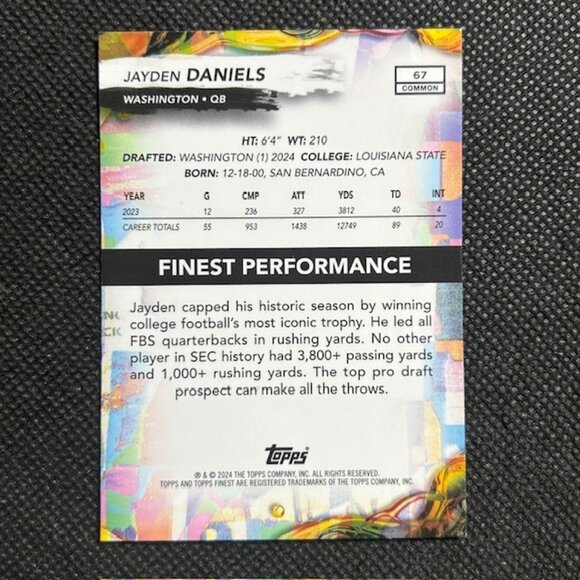 JAYDEN DANIELS
67
COMMON
WASHINGTON • QB
HT: 6'4" WT: 210
DRAFTED: WASHINGTON (1) 2024 COLLEGE: LOUISIANA STATE
BORN: 12-18-00, SAN BERNARDINO, CA
YEAR G CMP ATT YDS TD INT
2023 12 236 327 3812 40 4
CAREER TOTALS 55 953 1438 12749 89 20
FINEST PERFORMANCE
Jayden capped his historic season by winning
college football's most iconic trophy. He led all
FBS quarterbacks in rushing yards. No other
player in SEC history had 3,800+ passing yards
and 1,000+ rushing yards. The top pro draft
prospect can make all the throws.
Topps
® & © 2024 THE TOPPS COMPANY, INC. ALL RIGHTS RESERVED.
TOPPS AND TOPPS FINEST ARE REGISTERED TRADEMARKS OF THE TOPPS COMPANY, INC.